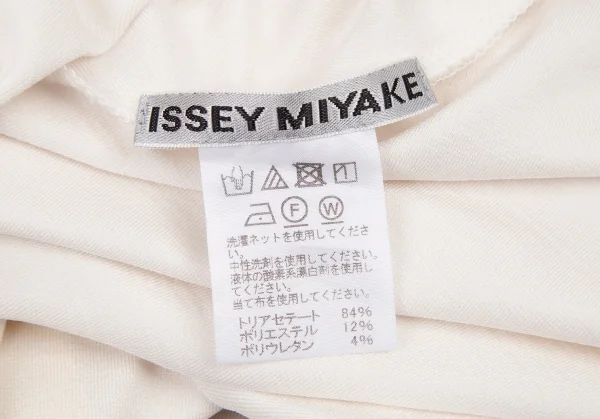 ISSEY MIYAKE
F W
洗濯ネットを使用してくださ
い。
中性洗剤を使用してください。
液体の酸素系漂白剤を使用し
てください。
当て布を使用してください。
トリアセテート 84%
ポリエステル 12%
ポリウレタン 4%